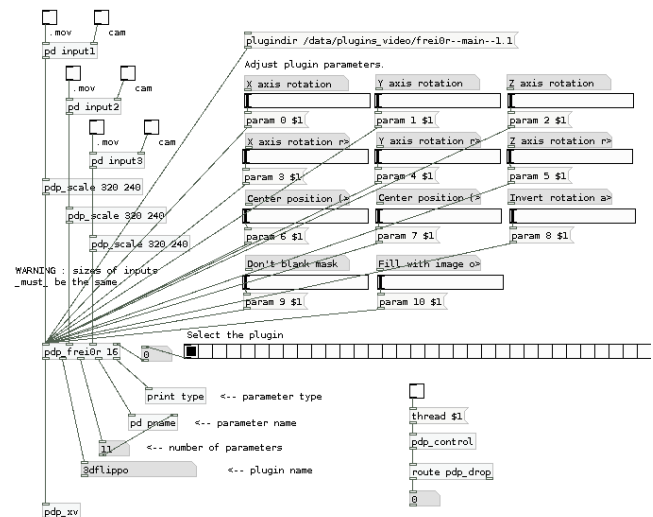 .mov
cam
pd input1
.mov
cam
pd input2
.mov
cam
pd input3
pdp_scale 320 240
pdp_scale 320 240
pdp_scale 320 240
WARNING : sizes of inputs
_must_ be the same
plugindir /data/plugins_video/frei0r--main--1.1
Adjust plugin parameters.
X axis rotation
Y axis rotation
Z axis rotation
param 0 $1
param 1 $1
param 2 $1
X axis rotation r>
Y axis rotation r>
Z axis rotation r>
param 3 $1
param 4 $1
param 5 $1
Center position (>
Center position (>
Invert rotation a>
param 6 $1
param 7 $1
param 8 $1
Don't blank mask
Fill with image o>
param 9 $1
param 10 $1
Select the plugin
pdp_frei0r 16
0
print type
<-- parameter type
pd pname
<-- parameter name
11
<-- number of parameters
3dflippo
<-- plugin name
pdp_xv
thread $1
pdp_control
route pdp_drop
0